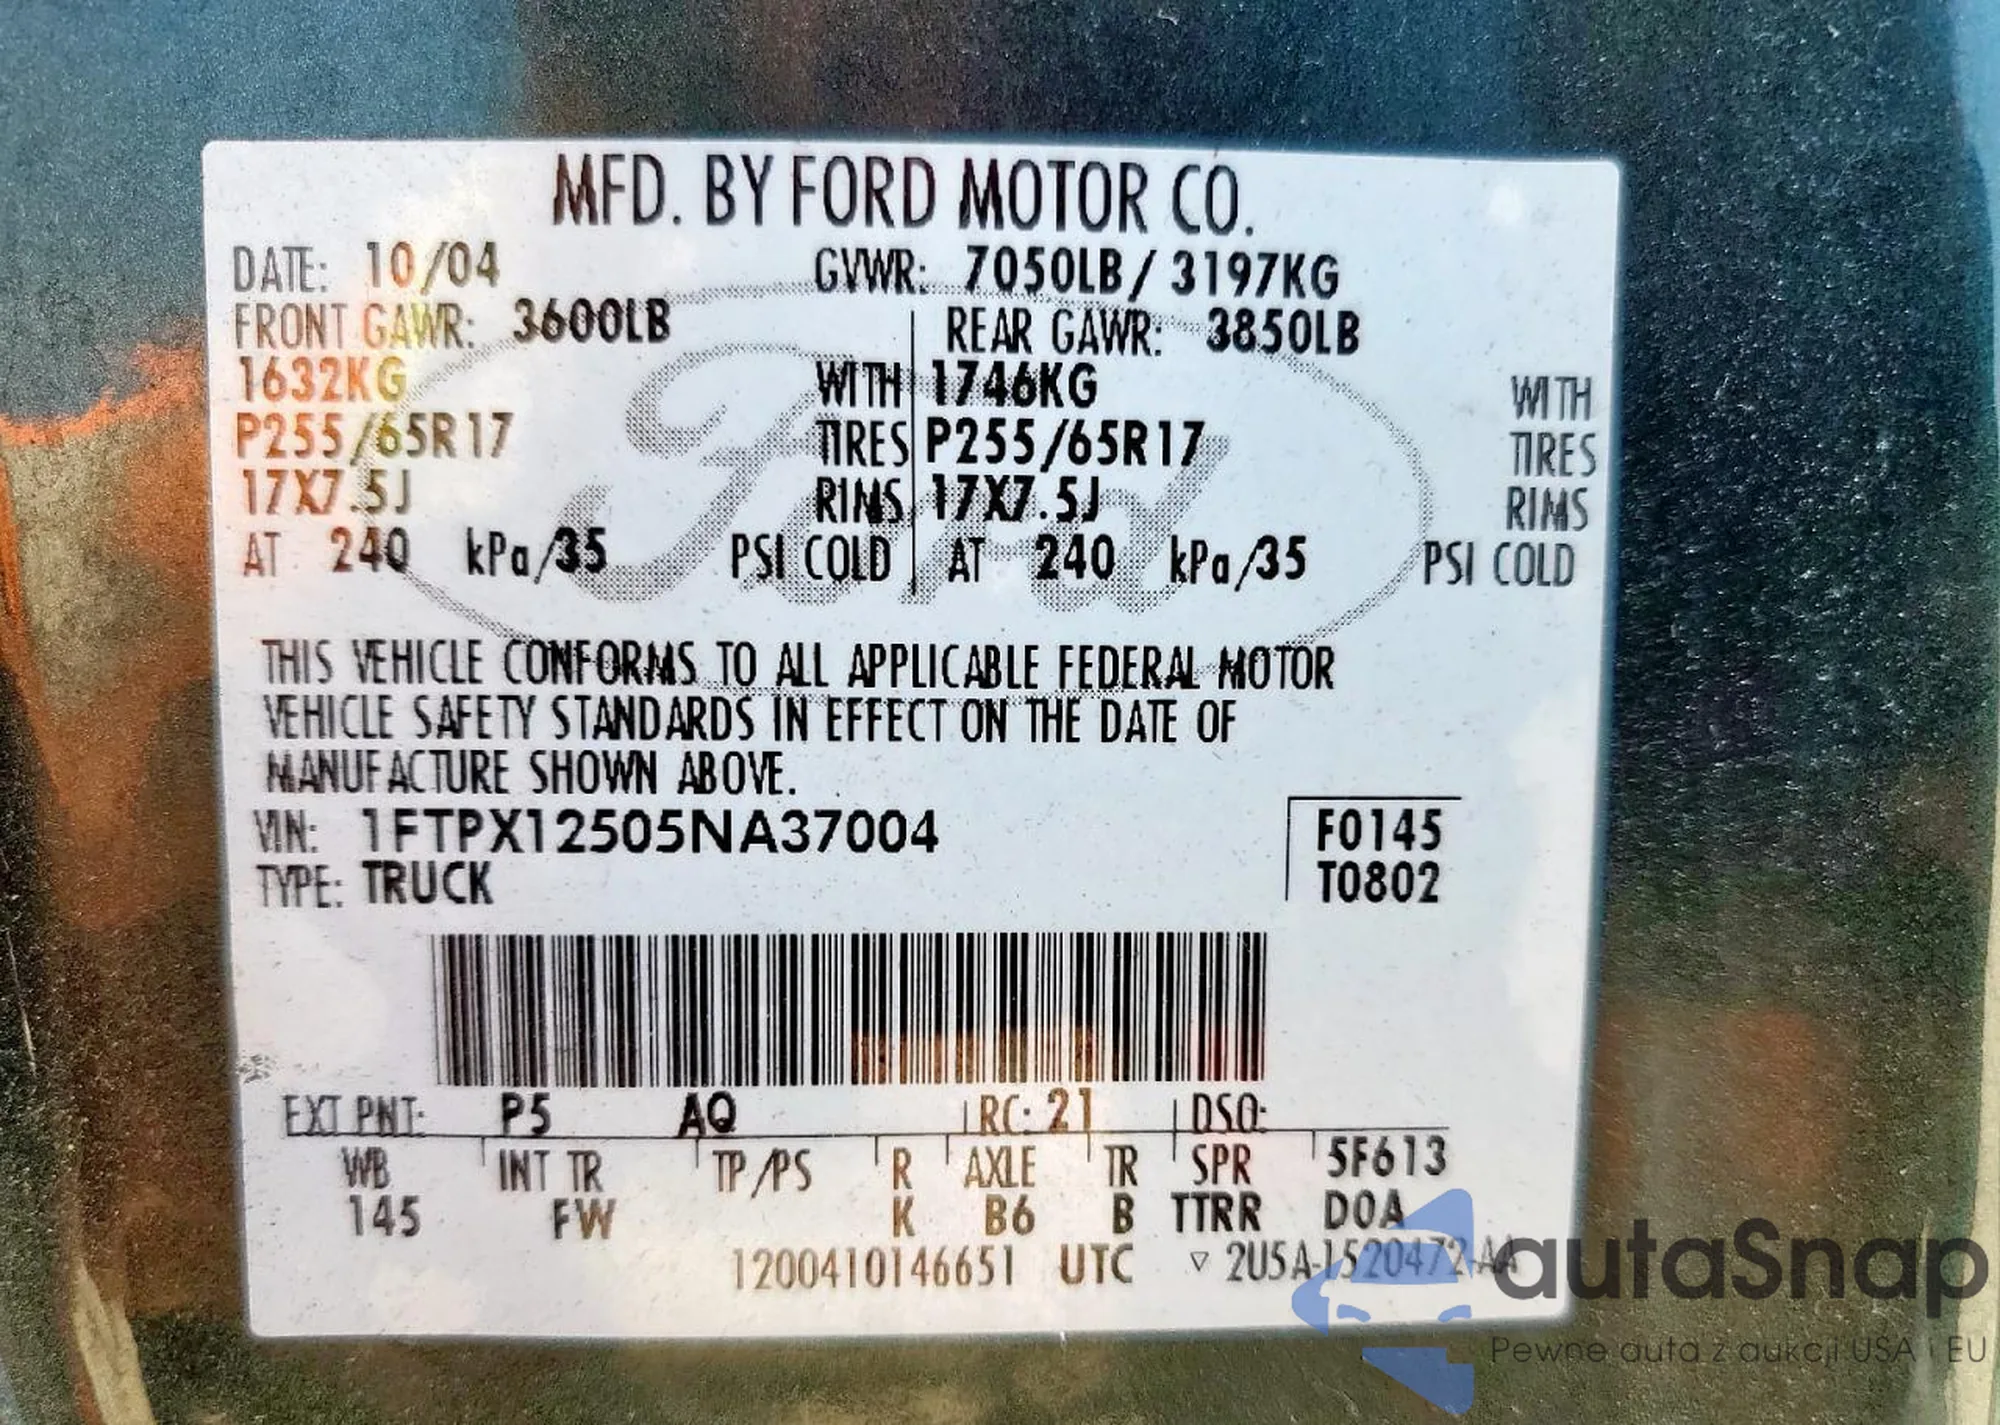 MFD. BY FORD MOTOR CO.
DATE: 10/04 GVWR: 7050LB/ 3197KG
FRONT GAWR: 3600LB REAR GAWR: 3850LB
1632KG WITH 1746KG WITH
P255/65R17 TIRES P255/65R17 TIRES
17X7.5J RIMS 17X7.5J RIMS
AT 240 kPa/35 PSI COLD AT 240 kPa/35 PSI COLD
Ford
THIS VEHICLE CONFORMS TO ALL APPLICABLE FEDERAL MOTOR
VEHICLE SAFETY STANDARDS IN EFFECT ON THE DATE OF
MANUFACTURE SHOWN ABOVE.
VIN: 1FTPX12505NA37004 F0145
TYPE: TRUCK T0802
EXT PNT: P5 AQ RC: 21 DSO:
WB INT TR TP/PS R AXLE TR SPR 5F613
145 FW K B6 B TTRR DOA
1200410146651 UTC ▽ 2U5A-1520472-AA
autaSnap
Pewne auta z aukcji USA i EU